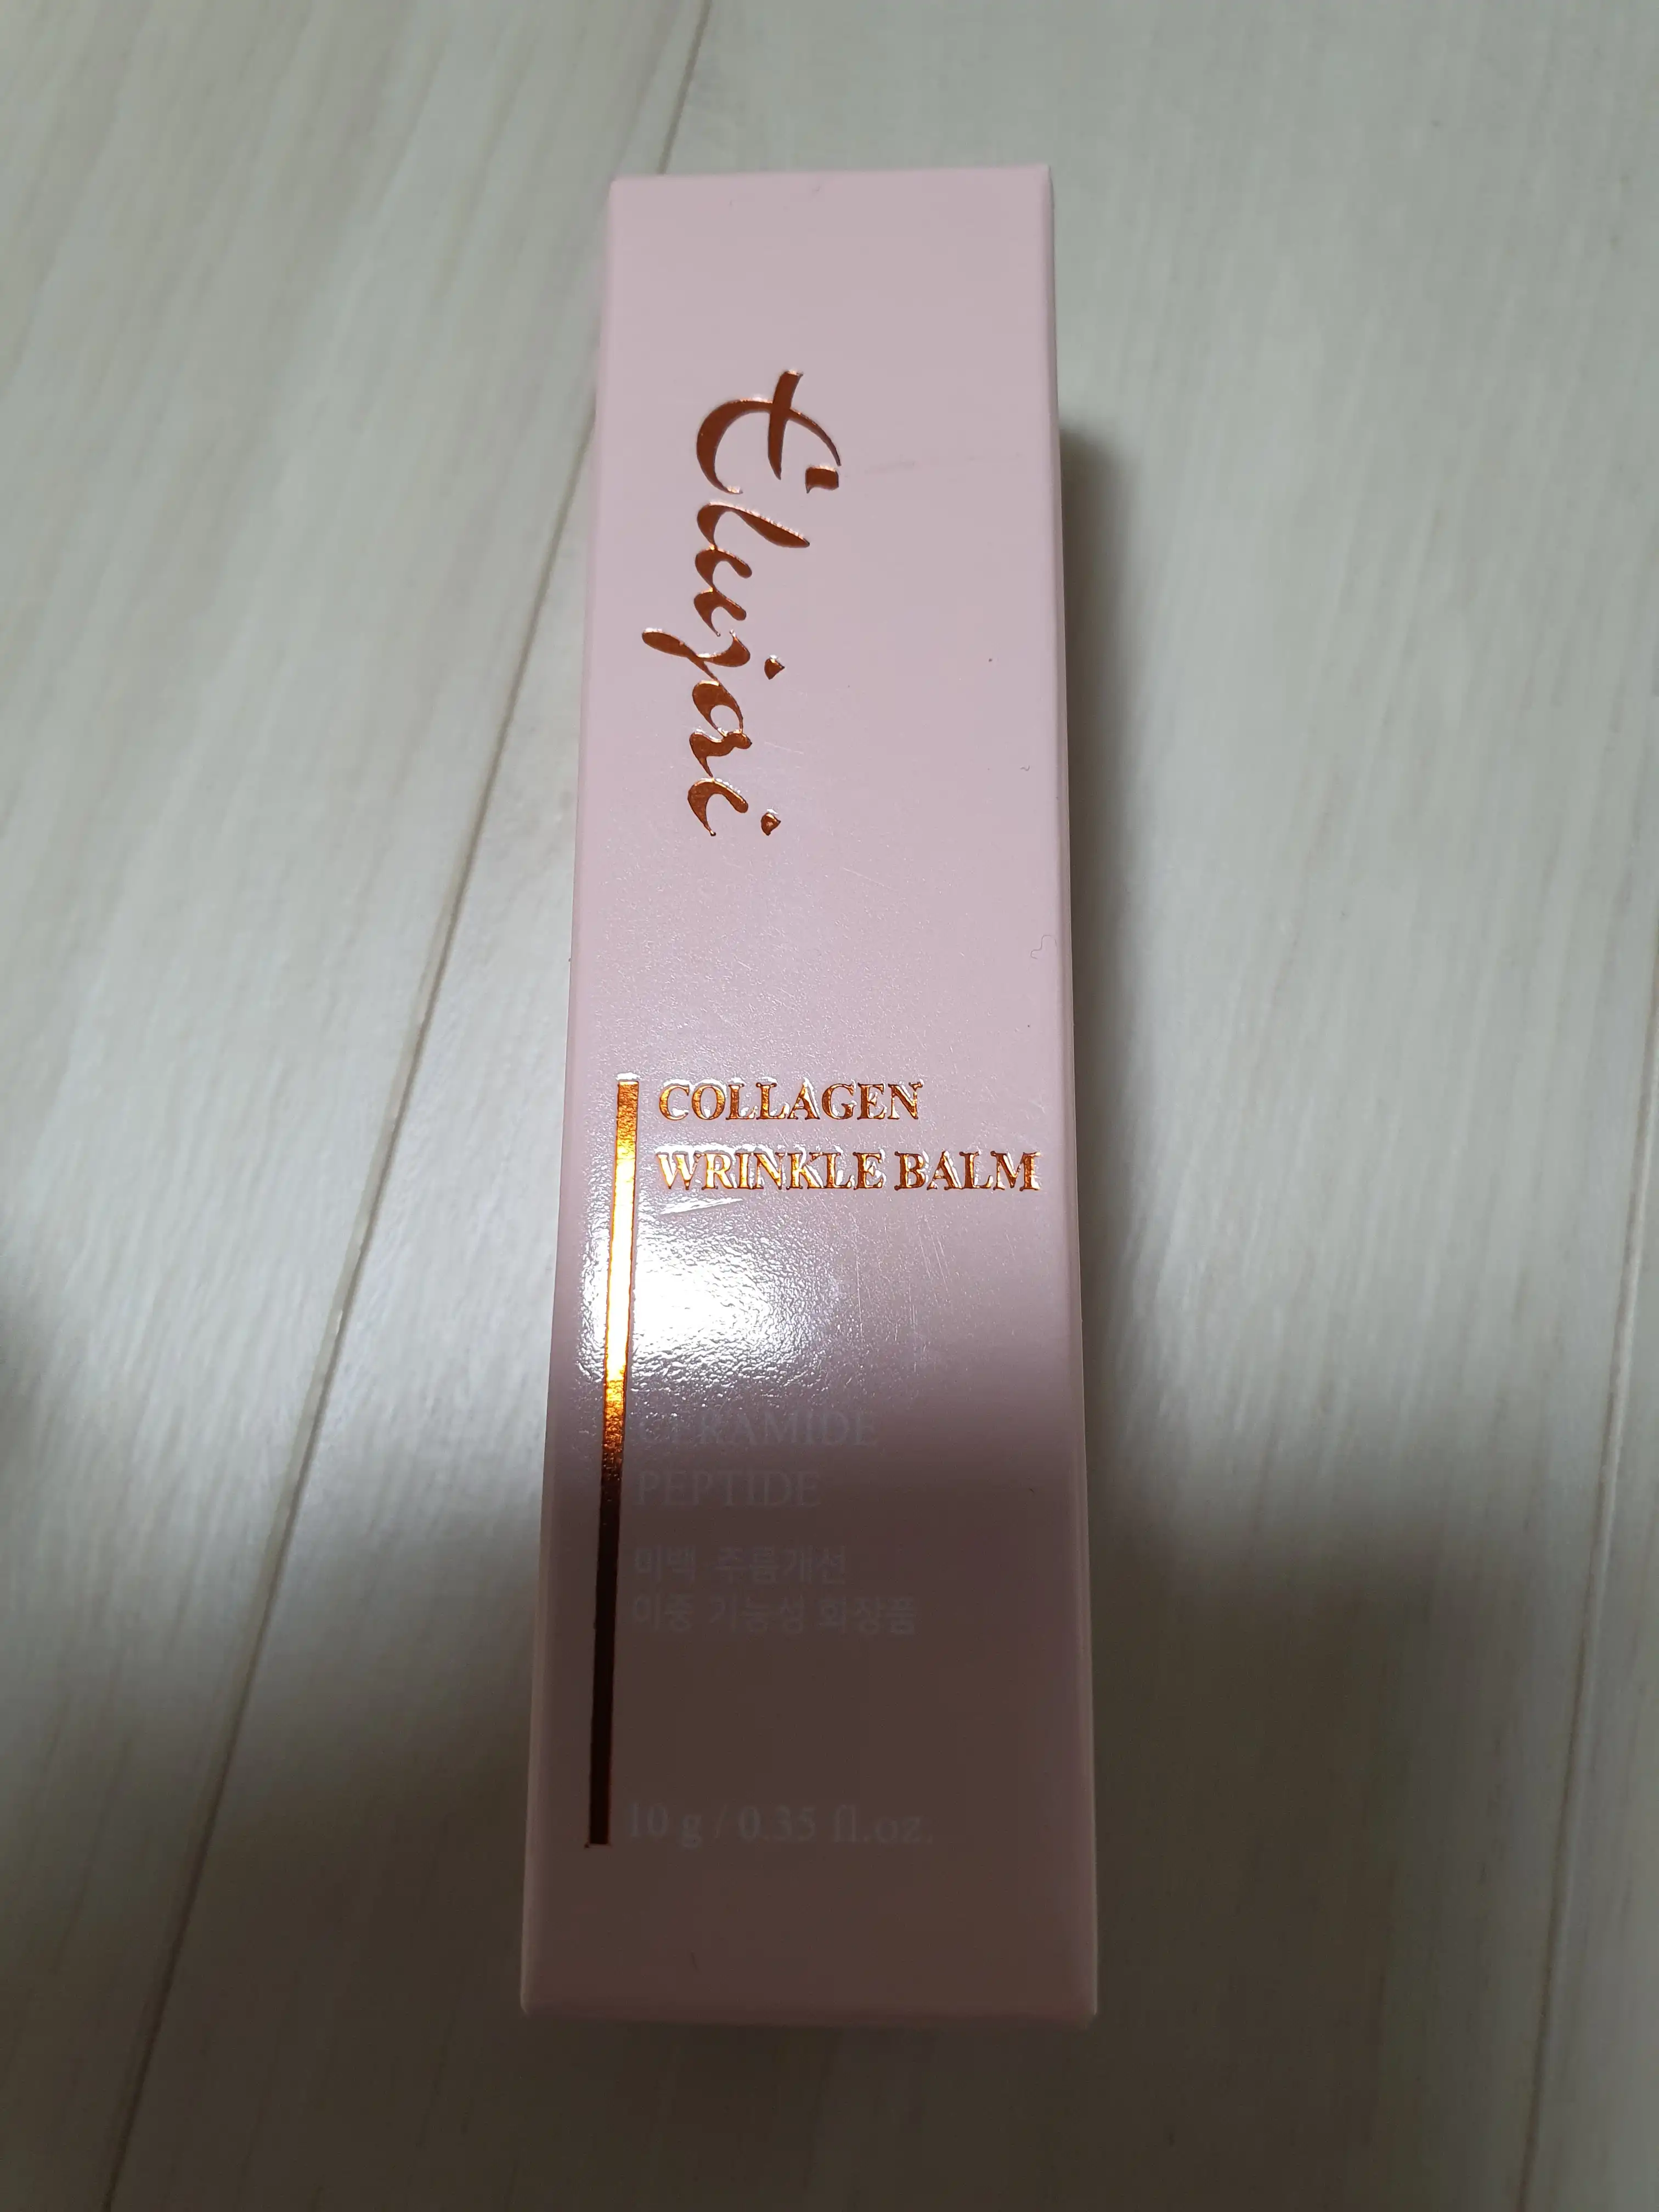 E'lujai
COLLAGEN
WRINKLE BALM
CERAMIDE
PEPTIDE
미백 주름개선
이중 기능성 화장품
10 g / 0.35 fl.oz.